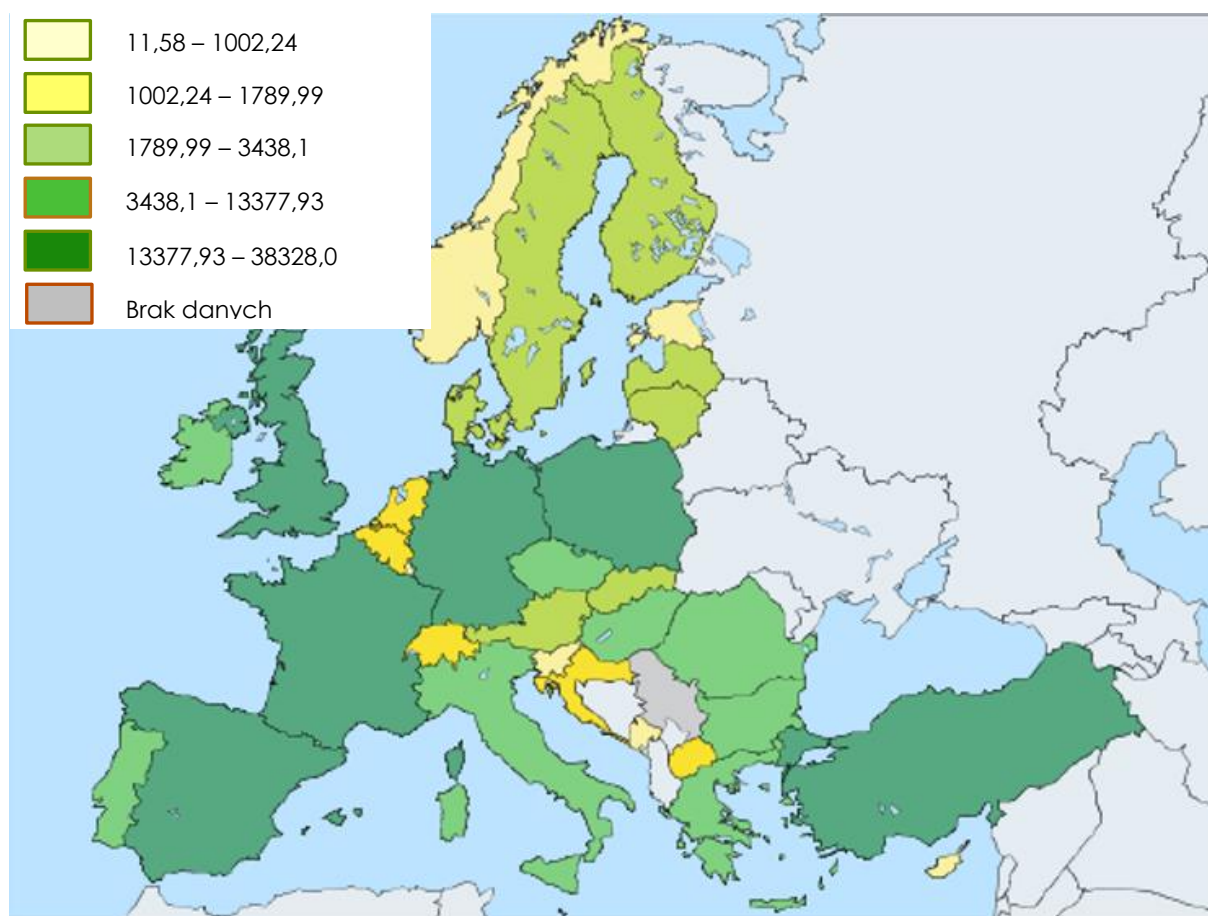 11,58 – 1002,24
1002,24 – 1789,99
1789,99 – 3438,1
3438,1 – 13377,93
13377,93 – 38328,0
Brak danych